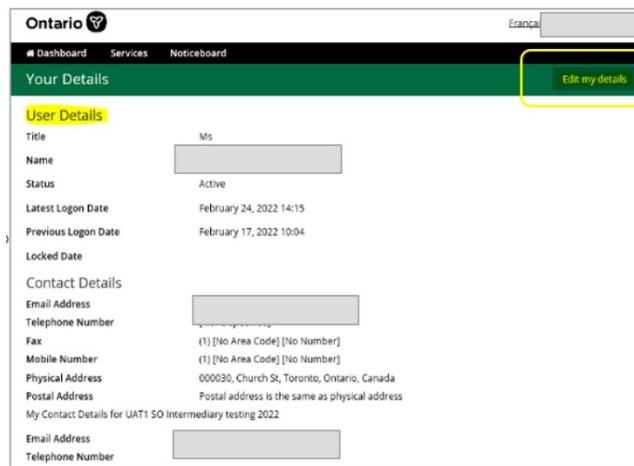 Ontario
Françai
Dashboard Services Noticeboard
Your Details Edit my details
User Details
Title Ms
Name
Status Active
Latest Logon Date February 24, 2022 14:15
Previous Logon Date February 17, 2022 10:04
Locked Date
Contact Details
Email Address
Telephone Number
Fax (1) [No Area Code] [No Number]
Mobile Number (1) [No Area Code] [No Number]
Physical Address 000030, Church St, Toronto, Ontario, Canada
Postal Address Postal address is the same as physical address
My Contact Details for UAT1 SO Intermediary testing 2022
Email Address
Telephone Number